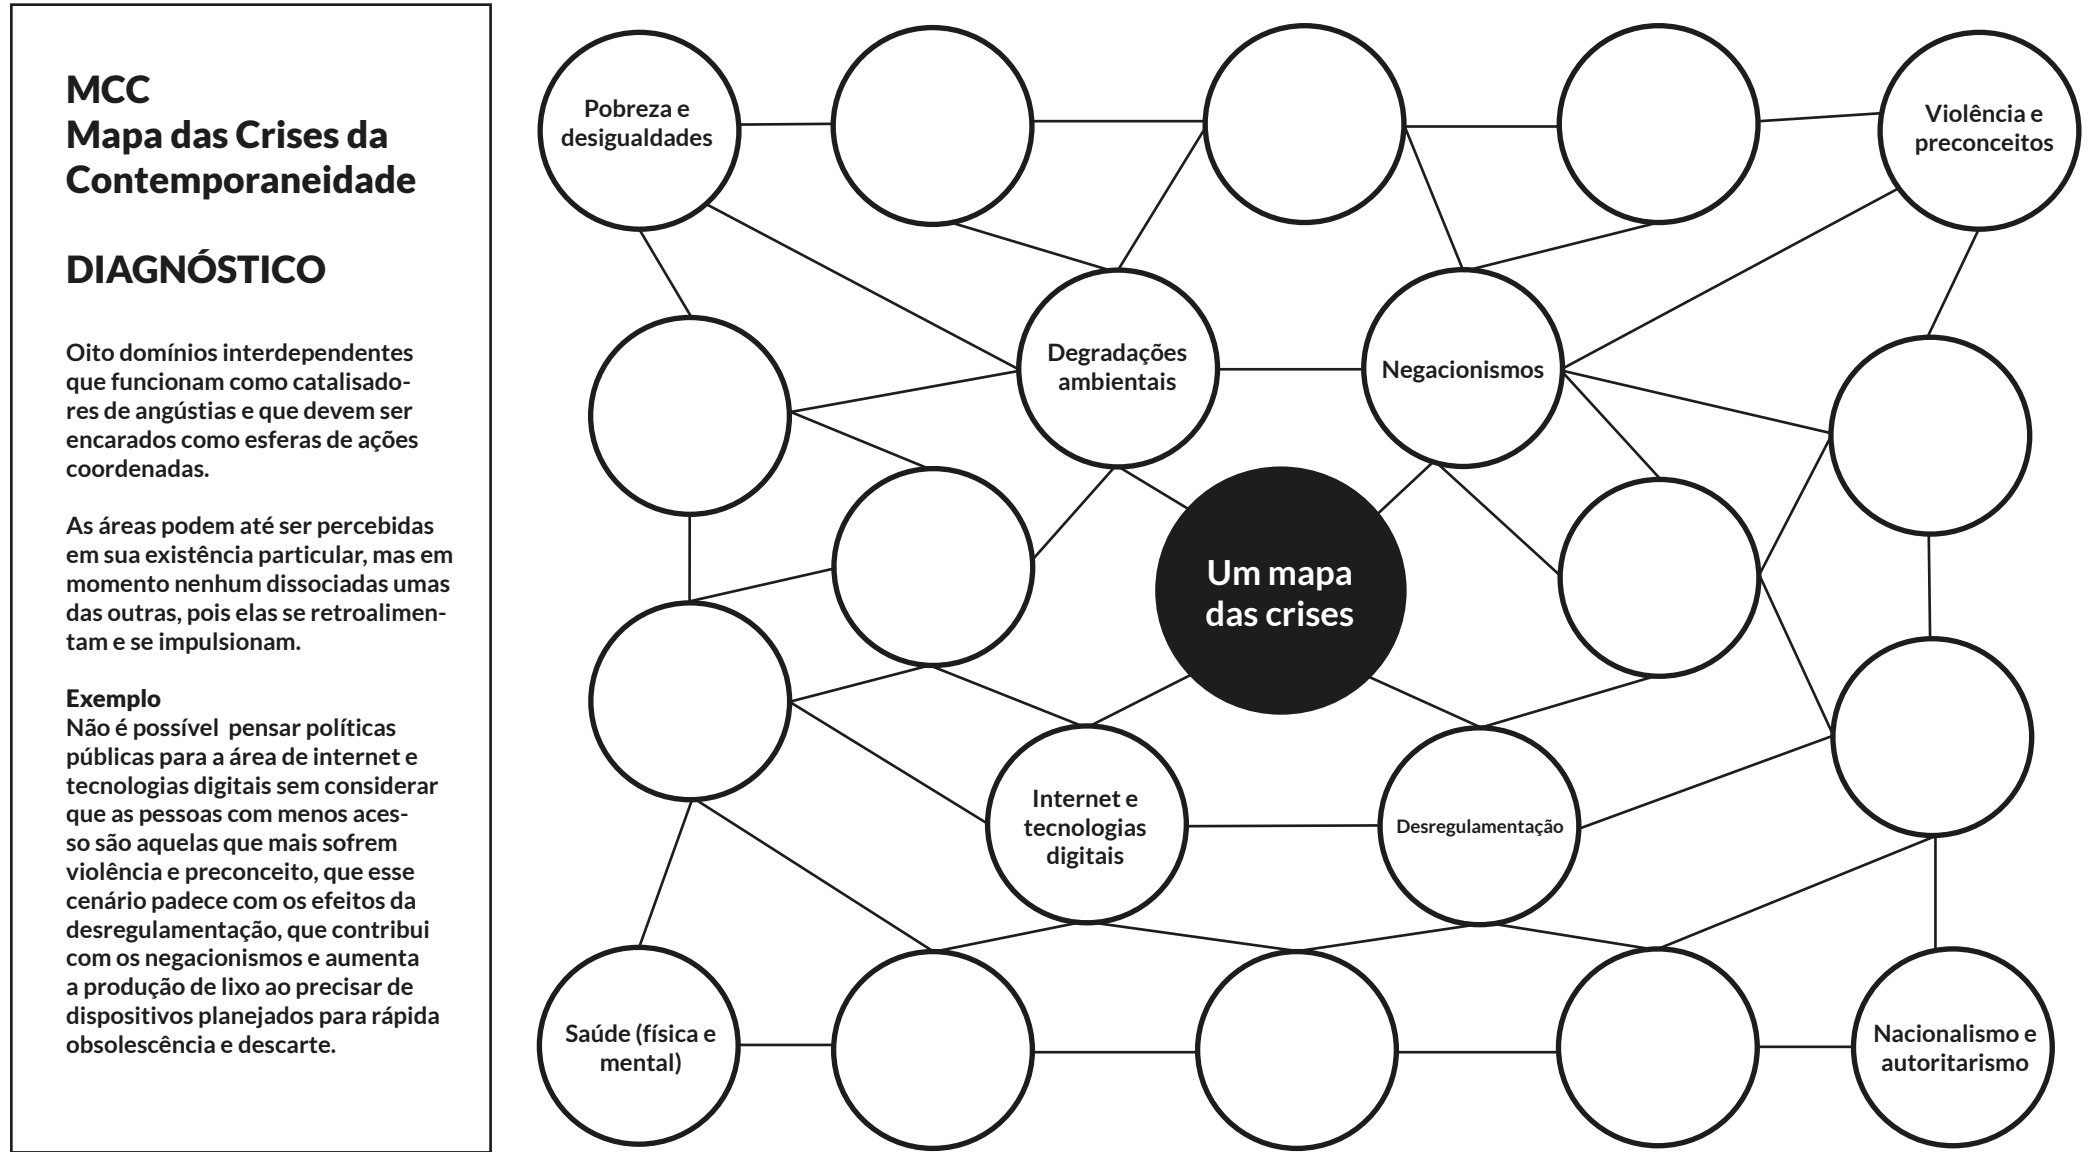 MCC
Mapa das Crises da
Contemporaneidade
DIAGNÓSTICO
Oito domínios interdependentes
que funcionam como catalisado-
res de angústias e que devem ser
encarados como esferas de ações
coordenadas.
As áreas podem até ser percebidas
em sua existência particular, mas em
momento nenhum dissociadas umas
das outras, pois elas se retroalimen-
tam e se impulsionam.
Exemplo
Não é possível  pensar políticas
públicas para a área de internet e
tecnologias digitais sem considerar
que as pessoas com menos aces-
so são aquelas que mais sofrem
violência e preconceito, que esse
cenário padece com os efeitos da
desregulamentação, que contribui
com os negacionismos e aumenta
a produção de lixo ao precisar de
dispositivos planejados para rápida
obsolescência e descarte.
Pobreza e
desigualdades
Violência e
preconceitos
Degradações
ambientais
Negacionismos
Um mapa
das crises
Internet e
tecnologias
digitais
Desregulamentação
Saúde (física e
mental)
Nacionalismo e
autoritarismo